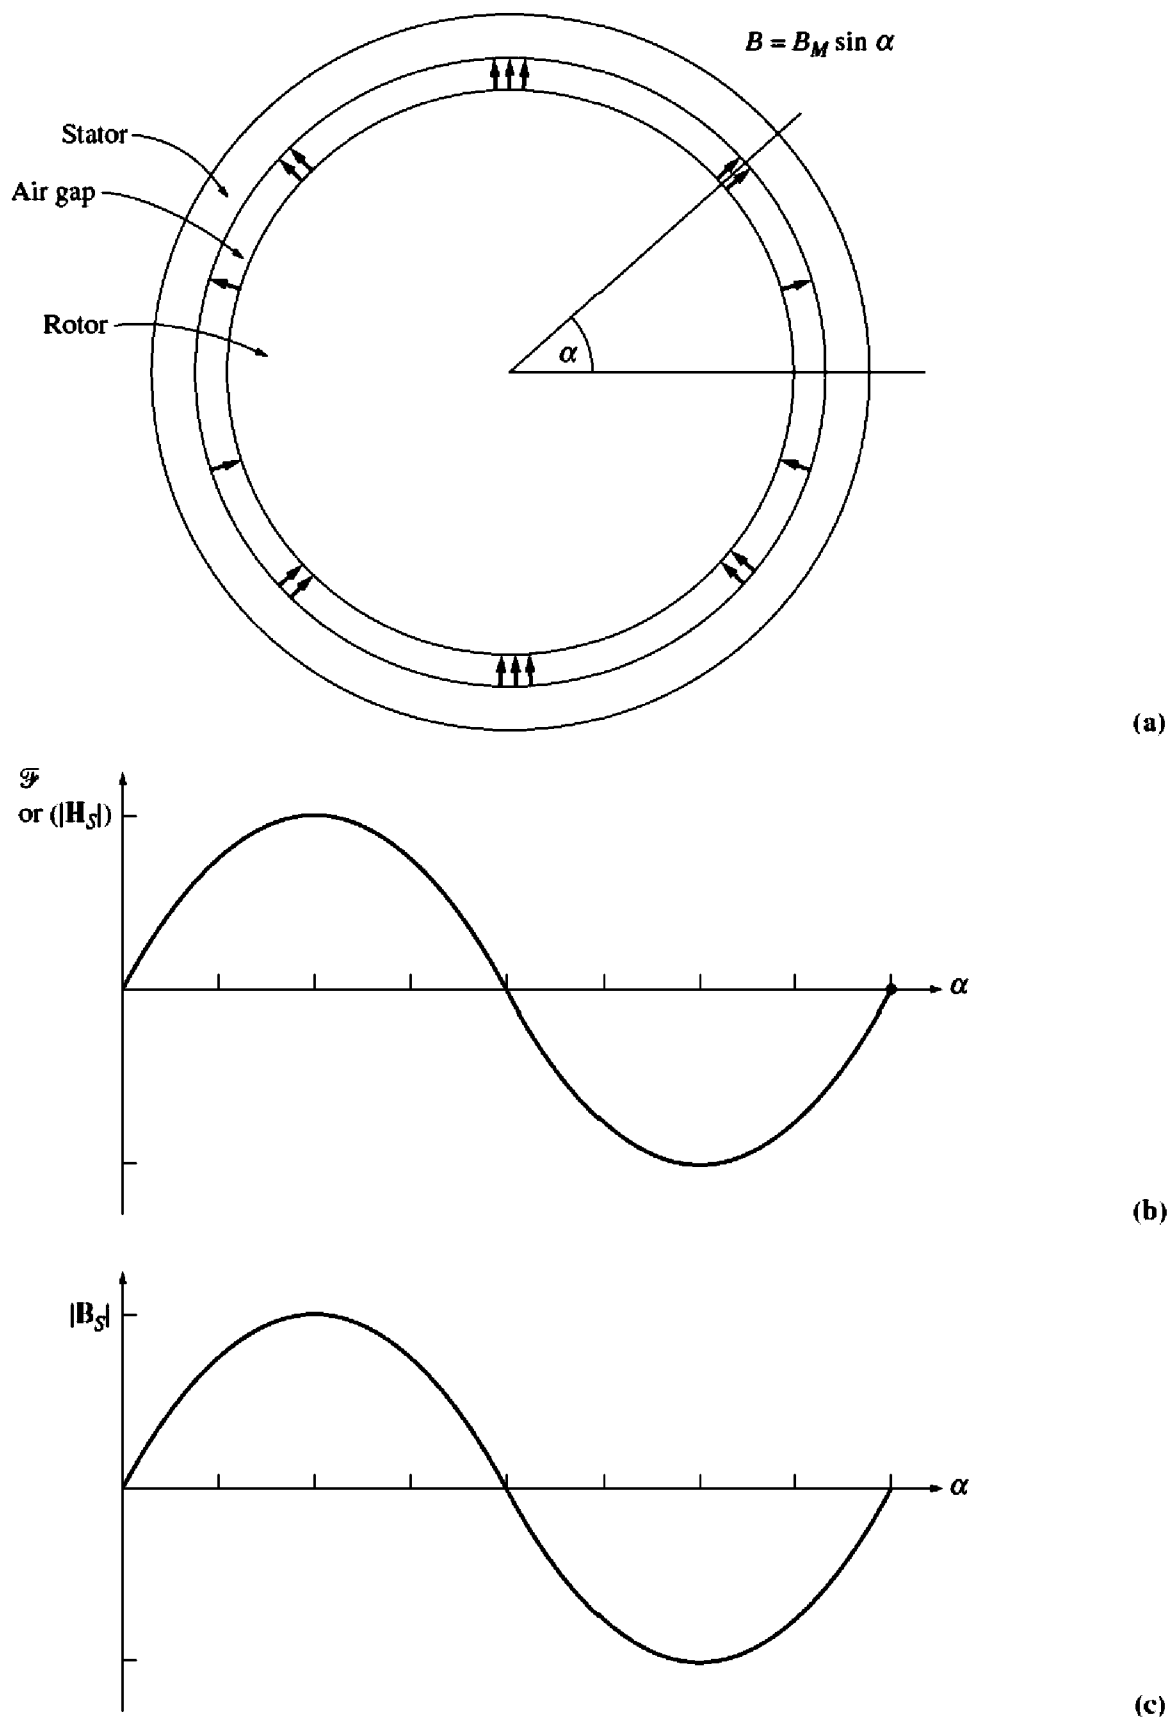 B = B_M sin α
Stator
Air gap
Rotor
α
(a)
ℱ
or (|H_S|)
α
(b)
|B_S|
α
(c)